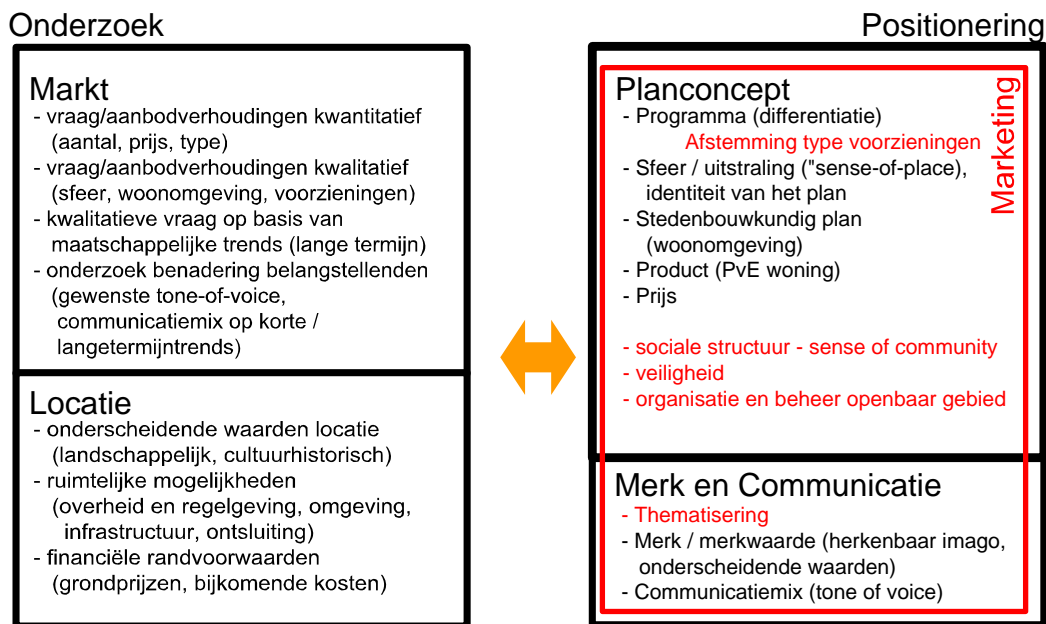 Onderzoek
Markt
- vraag/aanbodverhoudingen kwantitatief
(aantal, prijs, type)
- vraag/aanbodverhoudingen kwalitatief
(sfeer, woonomgeving, voorzieningen)
- kwalitatieve vraag op basis van
maatschappelijke trends (lange termijn)
- onderzoek benadering belangstellenden
(gewenste tone-of-voice,
communicatiemix op korte /
langetermijntrends)
Locatie
- onderscheidende waarden locatie
(landschappelijk, cultuurhistorisch)
- ruimtelijke mogelijkheden
(overheid en regelgeving, omgeving,
infrastructuur, ontsluiting)
- financiële randvoorwaarden
(grondprijzen, bijkomende kosten)
Positionering
Planconcept
- Programma (differentiatie)
Afstemming type voorzieningen
- Sfeer / uitstraling ("sense-of-place),
identiteit van het plan
- Stedenbouwkundig plan
(woonomgeving)
- Product (PvE woning)
- Prijs
- sociale structuur - sense of community
- veiligheid
- organisatie en beheer openbaar gebied
Marketing
Merk en Communicatie
- Thematisering
- Merk / merkwaarde (herkenbaar imago,
onderscheidende waarden)
- Communicatiemix (tone of voice)